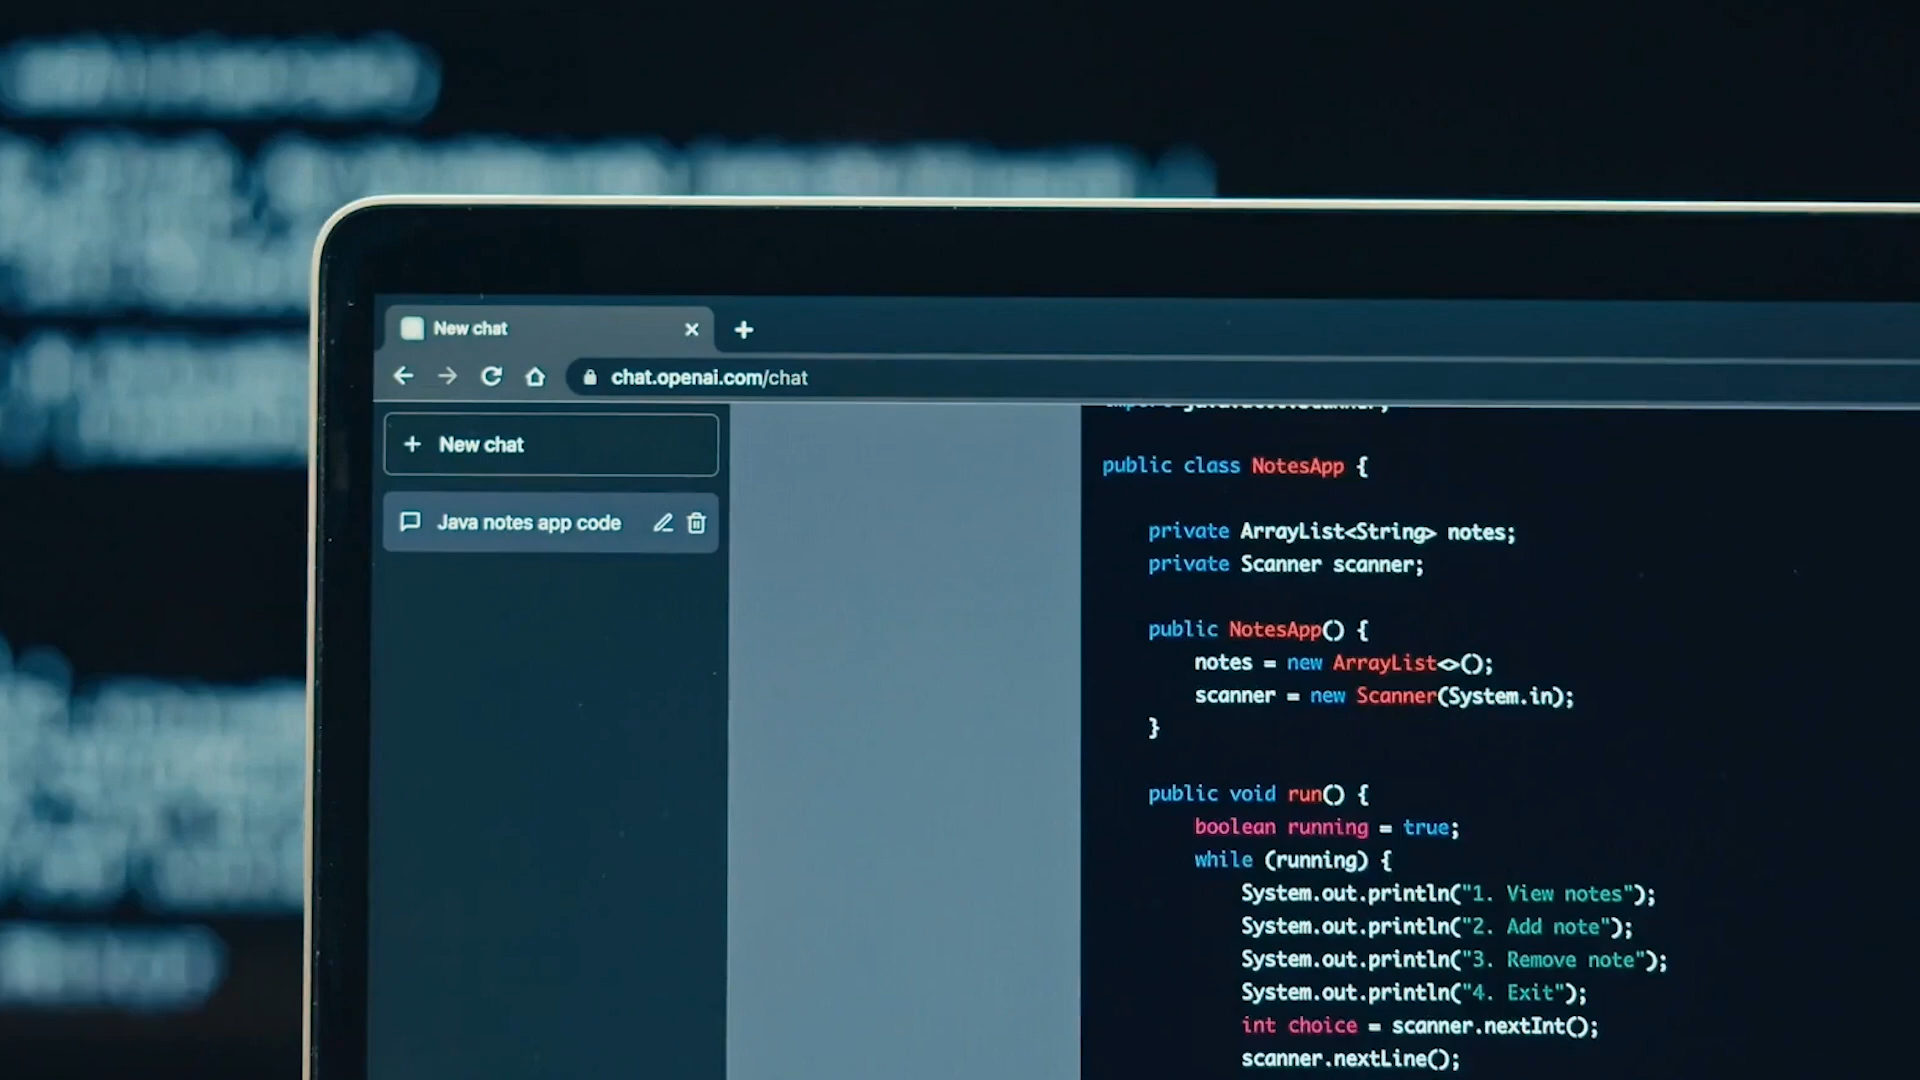 New chat
chat.openai.com/chat
New chat
Java notes app code
public class NotesApp {
private ArrayList<String> notes;
private Scanner scanner;
public NotesApp() {
notes = new ArrayList<>();
scanner = new Scanner(System.in);
}
public void run() {
boolean running = true;
while (running) {
System.out.println("1. View notes");
System.out.println("2. Add note");
System.out.println("3. Remove note");
System.out.println("4. Exit");
int choice = scanner.nextInt();
scanner.nextLine();